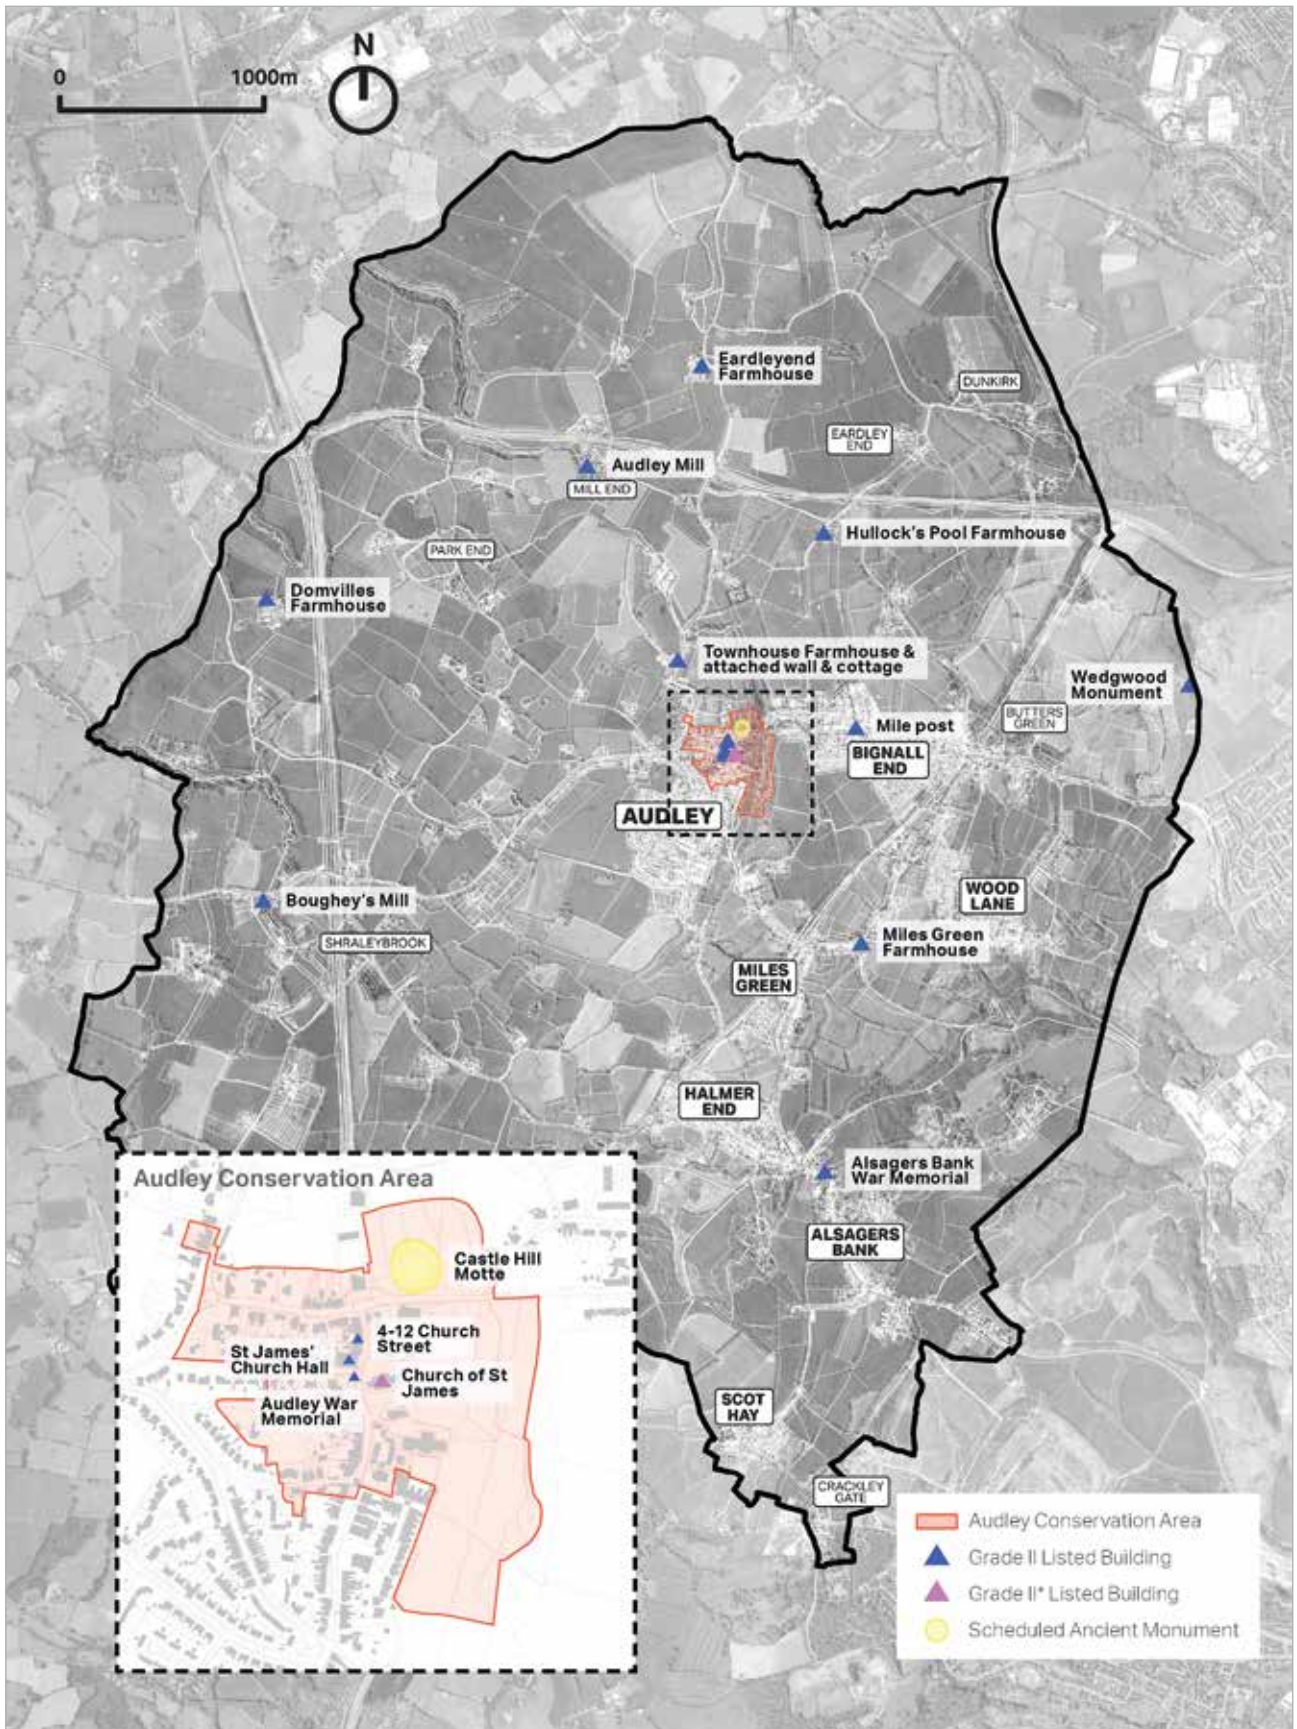 N
0 1000m
Eardleyend
Farmhouse
DUNKIRK
EARDLEY
END
Audley Mill
MILL END
Hullock's Pool Farmhouse
PARK END
Domvilles
Farmhouse
Townhouse Farmhouse &
attached wall & cottage
Wedgwood
Monument
BUTTERS
GREEN
Mile post
BIGNALL
END
AUDLEY
WOOD
LANE
Boughey's Mill
SHRALEYBROOK
Miles Green
Farmhouse
MILES
GREEN
HALMER
END
Alsagers Bank
War Memorial
ALSAGERS
BANK
SCOT
HAY
CRACKLEY
GATE
Audley Conservation Area
Castle Hill
Motte
4-12 Church
Street
St James'
Church Hall
Church of St
James
Audley War
Memorial
Audley Conservation Area
Grade II Listed Building
Grade II* Listed Building
Scheduled Ancient Monument